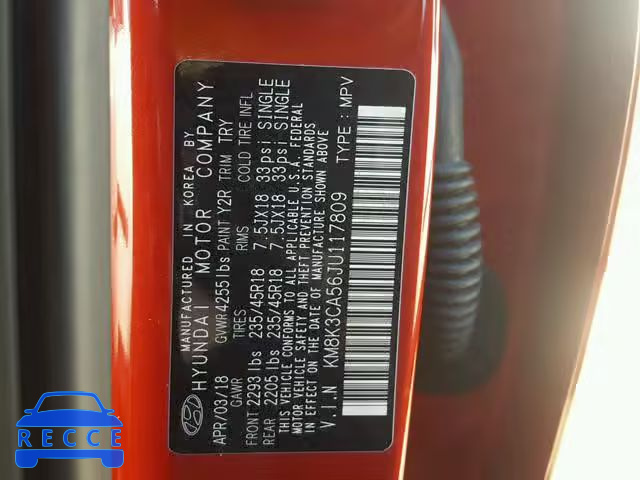 MANUFACTURED IN KOREA BY
HYUNDAI MOTOR COMPANY
APR/03/18 GVWR 4255lbs PAINT Y2R TRIM TRY
GAWR TIRES RIMS COLD TIRE INFL
FRONT 2293 lbs 235/45R18 7.5JX18 33psi SINGLE
REAR 2205 lbs 235/45R18 7.5JX18 33psi SINGLE
THIS VEHICLE CONFORMS TO ALL APPLICABLE U.S.A. FEDERAL
MOTOR VEHICLE SAFETY AND THEFT PREVENTION STANDARDS
IN EFFECT ON THE DATE OF MANUFACTURE SHOWN ABOVE
V.I.N KM8K3CA56JU117809 TYPE : MPV
RECCE